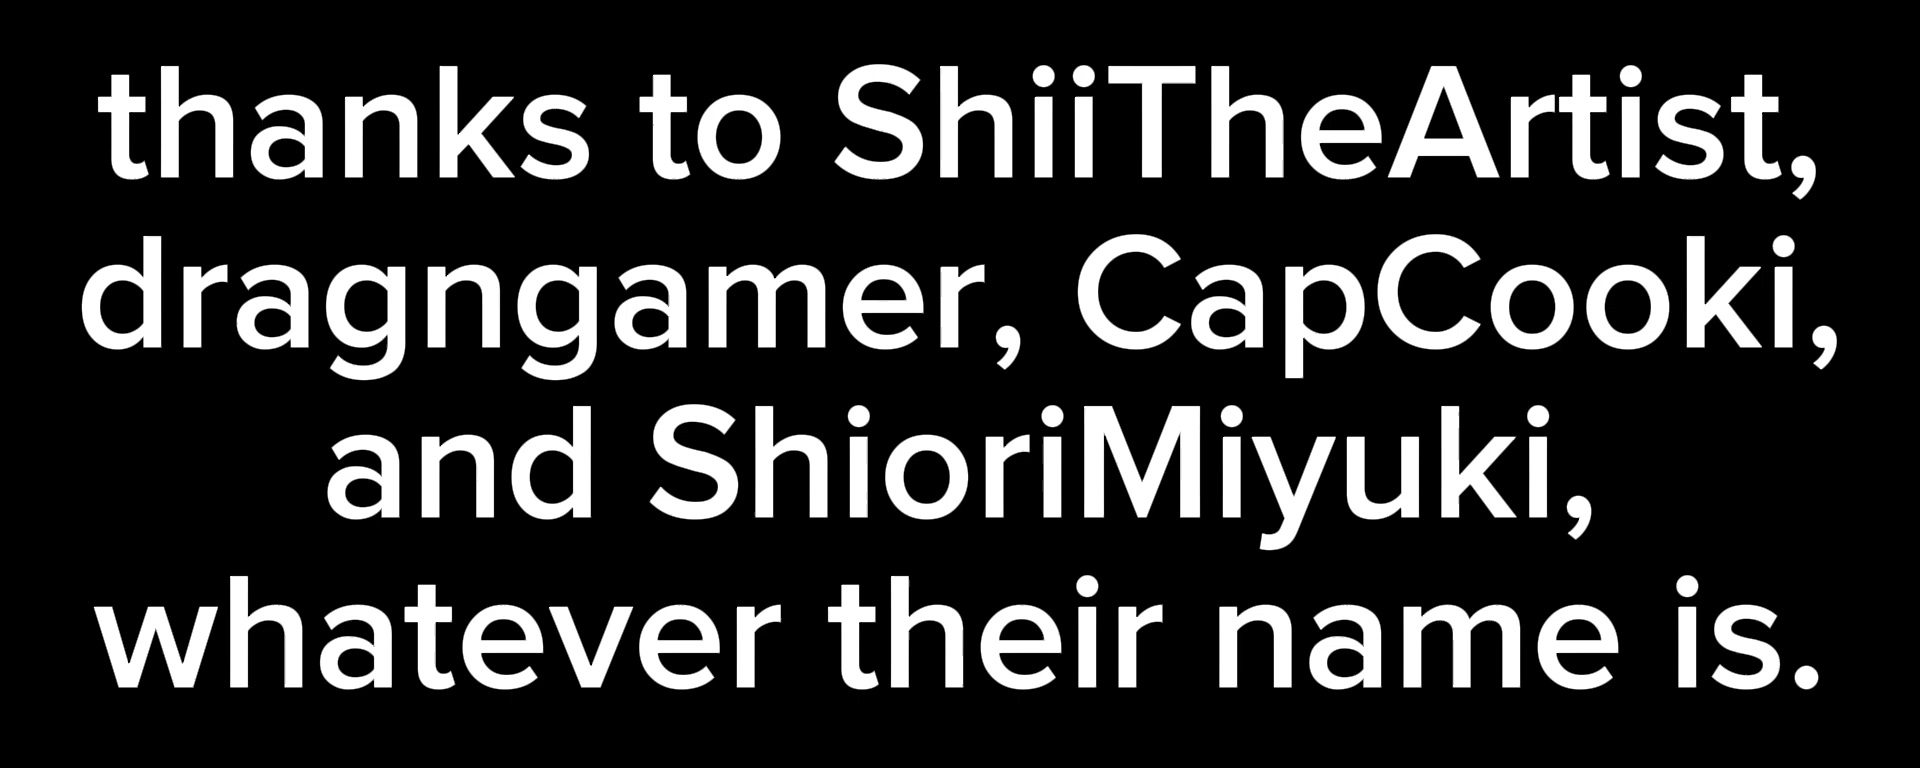 thanks to ShiiTheArtist,
dragngamer, CapCooki,
and ShioriMiyuki,
whatever their name is.